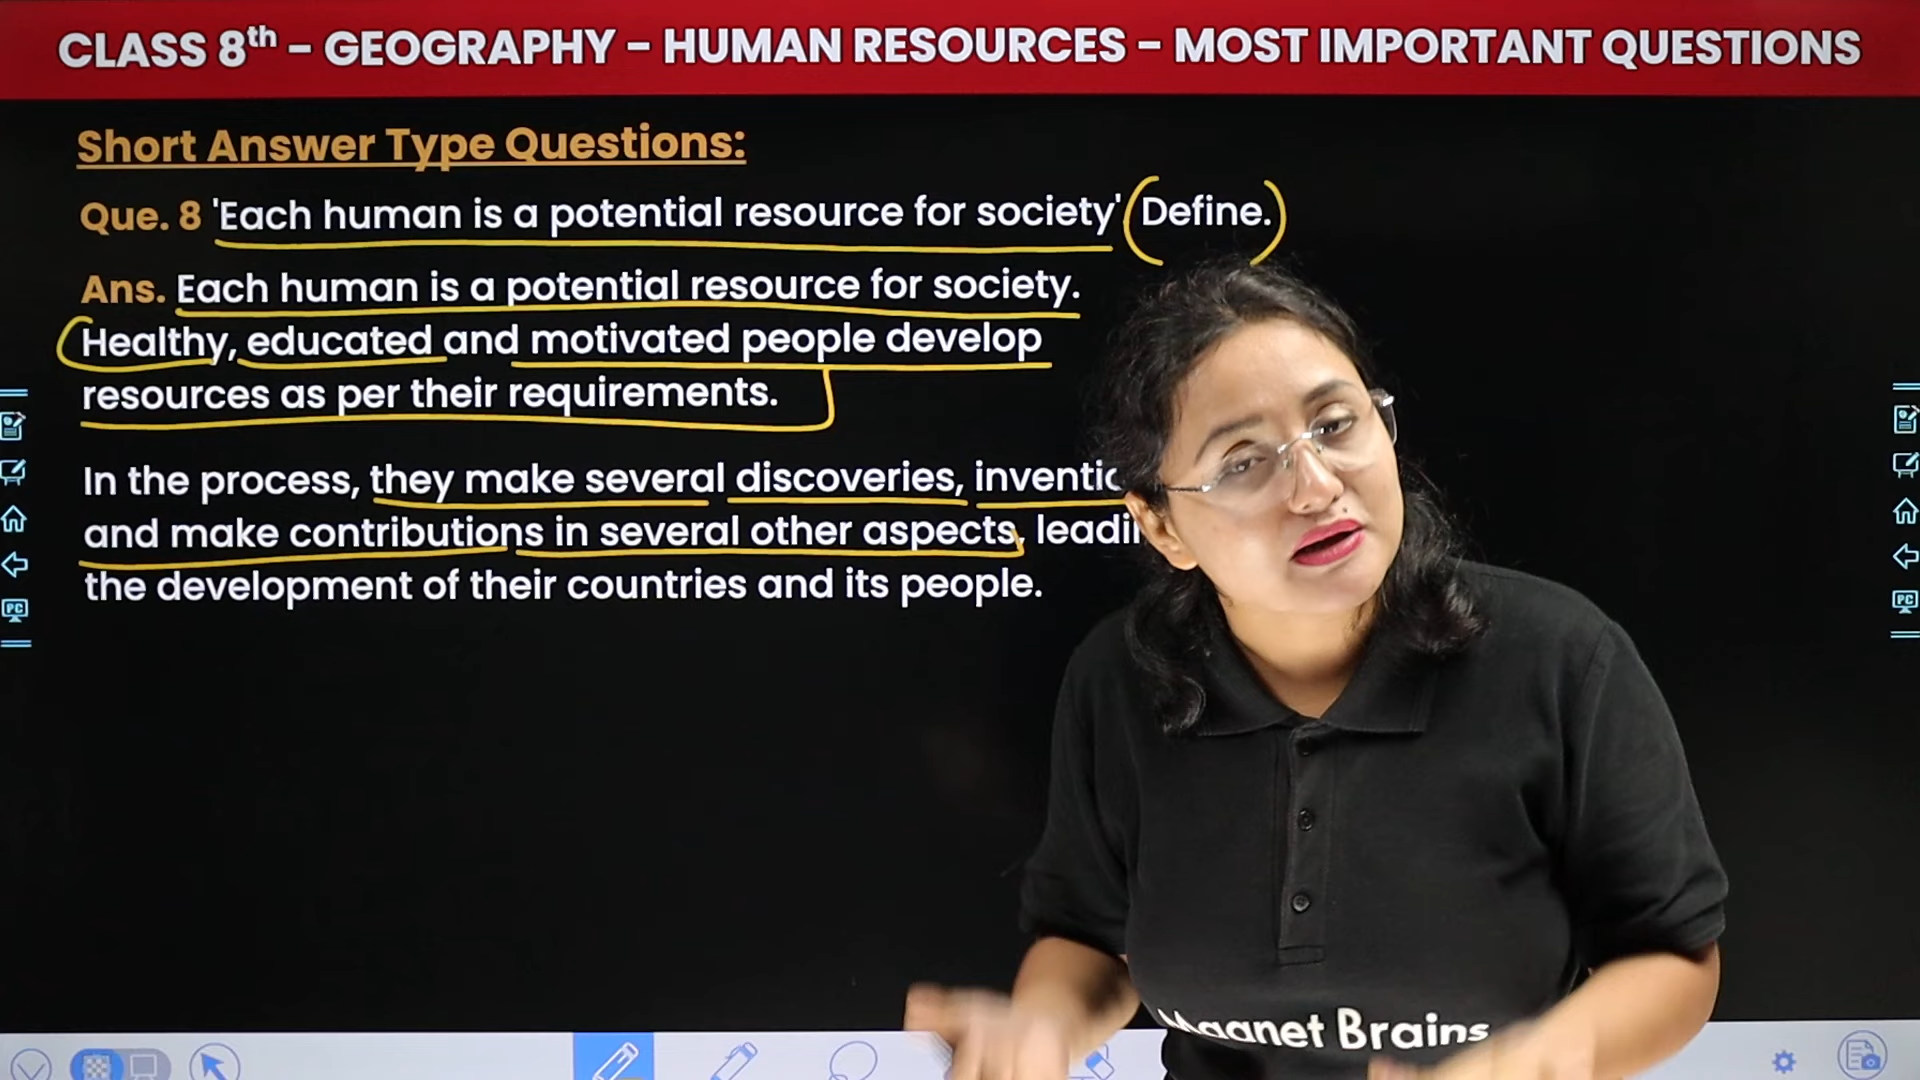 CLASS 8th – GEOGRAPHY – HUMAN RESOURCES – MOST IMPORTANT QUESTIONS
Short Answer Type Questions:
Que. 8 'Each human is a potential resource for society' Define.
Ans. Each human is a potential resource for society.
Healthy, educated and motivated people develop
resources as per their requirements.
In the process, they make several discoveries,
and make contributions in several other aspects,
the development of their countries and its people.
PC
PC
Magnet Brains